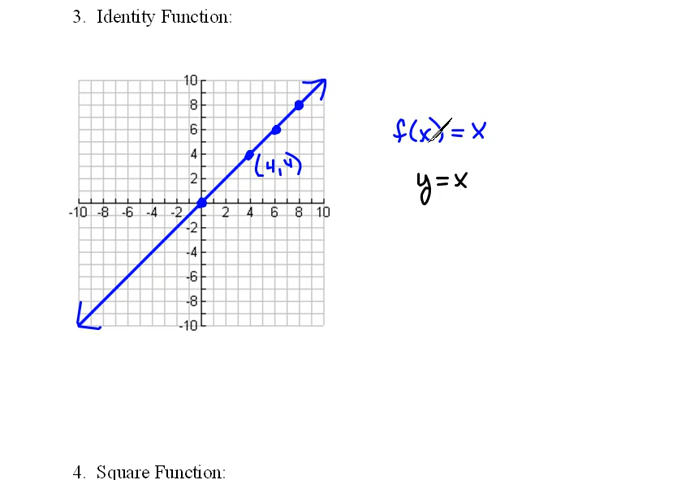 3. Identity Function:
10
8
6
4
2
-10 -8 -6 -4 -2 2 4 6 8 10
-2
-4
-6
-8
-10
(4,4)
f(x) = x
y = x
4. Square Function: